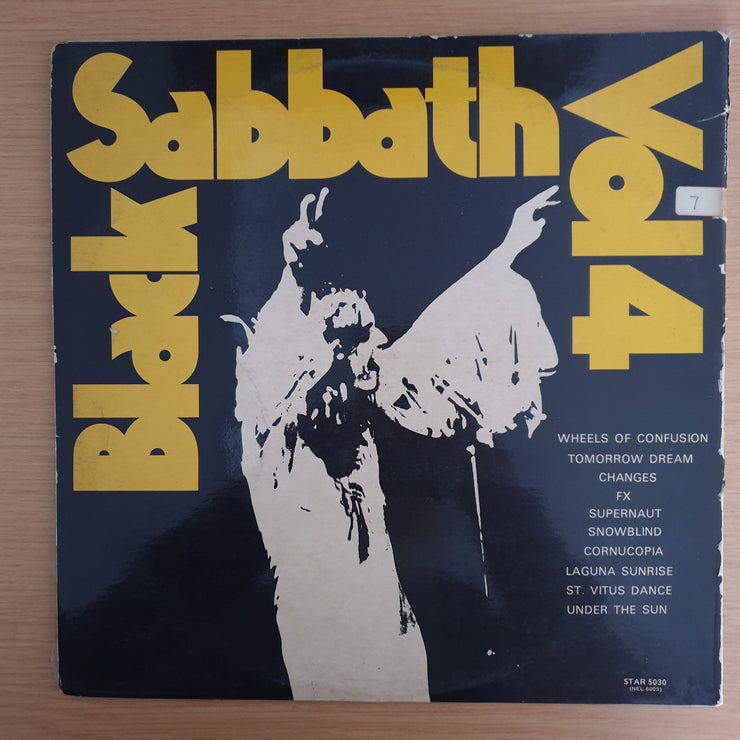 Black
Sabbath
Vol 4
7
WHEELS OF CONFUSION
TOMORROW DREAM
CHANGES
FX
SUPERNAUT
SNOWBLIND
CORNUCOPIA
LAGUNA SUNRISE
ST. VITUS DANCE
UNDER THE SUN
STAR 5030
(NEL. 6005)